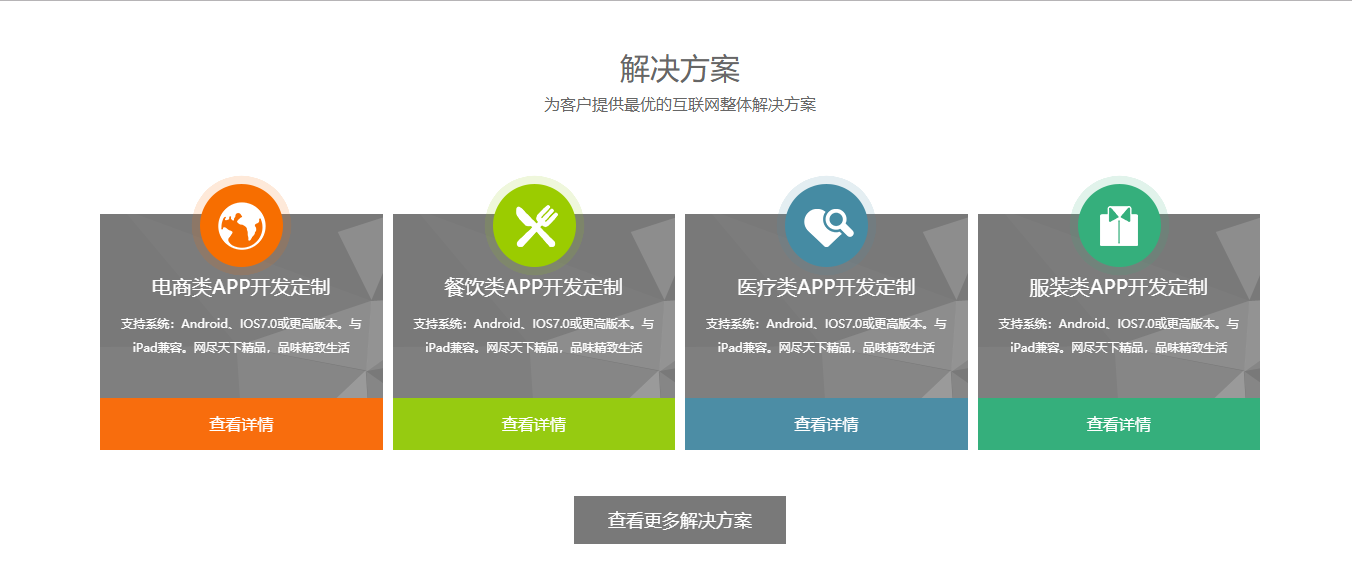 解决方案
为客户提供最优的互联网整体解决方案
电商类APP开发定制
支持系统：Android、IOS7.0或更高版本。与
iPad兼容。网尽天下精品，品味精致生活
查看详情
餐饮类APP开发定制
支持系统：Android、IOS7.0或更高版本。与
iPad兼容。网尽天下精品，品味精致生活
查看详情
医疗类APP开发定制
支持系统：Android、IOS7.0或更高版本。与
iPad兼容。网尽天下精品，品味精致生活
查看详情
服装类APP开发定制
支持系统：Android、IOS7.0或更高版本。与
iPad兼容。网尽天下精品，品味精致生活
查看详情
查看更多解决方案